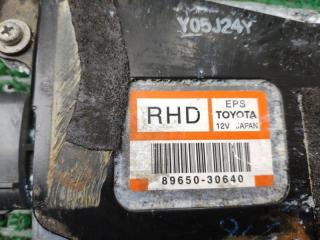 Y05J24Y
RHD
EPS
TOYOTA
12V JAPAN
89650-30640